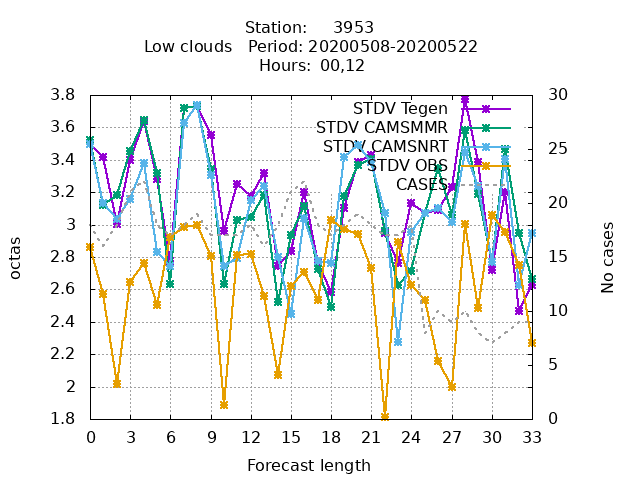 Station: 3953
Low clouds Period: 20200508-20200522
Hours: 00,12
3.8
3.6
3.4
3.2
3
2.8
2.6
2.4
2.2
2
1.8
octas
STDV Tegen
STDV CAMSMMR
STDV CAMSNRT
STDV OBS
CASES
30
25
20
15
10
5
0
No cases
0 3 6 9 12 15 18 21 24 27 30 33
Forecast length